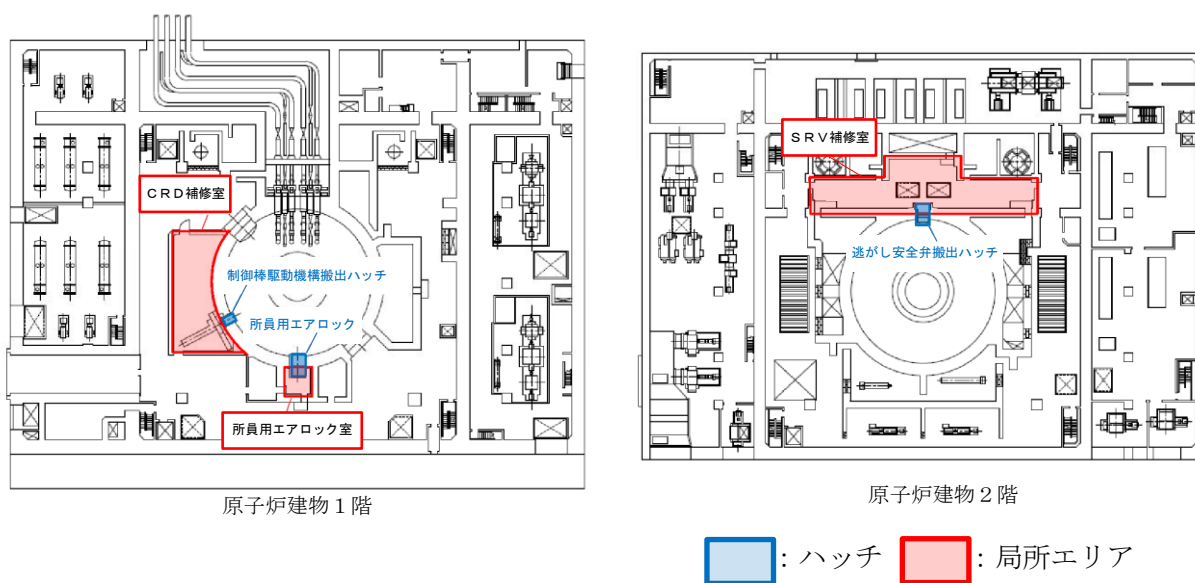 CRD補修室
制御棒駆動機構搬出ハッチ
所員用エアロック
所員用エアロック室
原子炉建物1階
SRV補修室
逃がし安全弁搬出ハッチ
原子炉建物2階
:ハッチ
:局所エリア